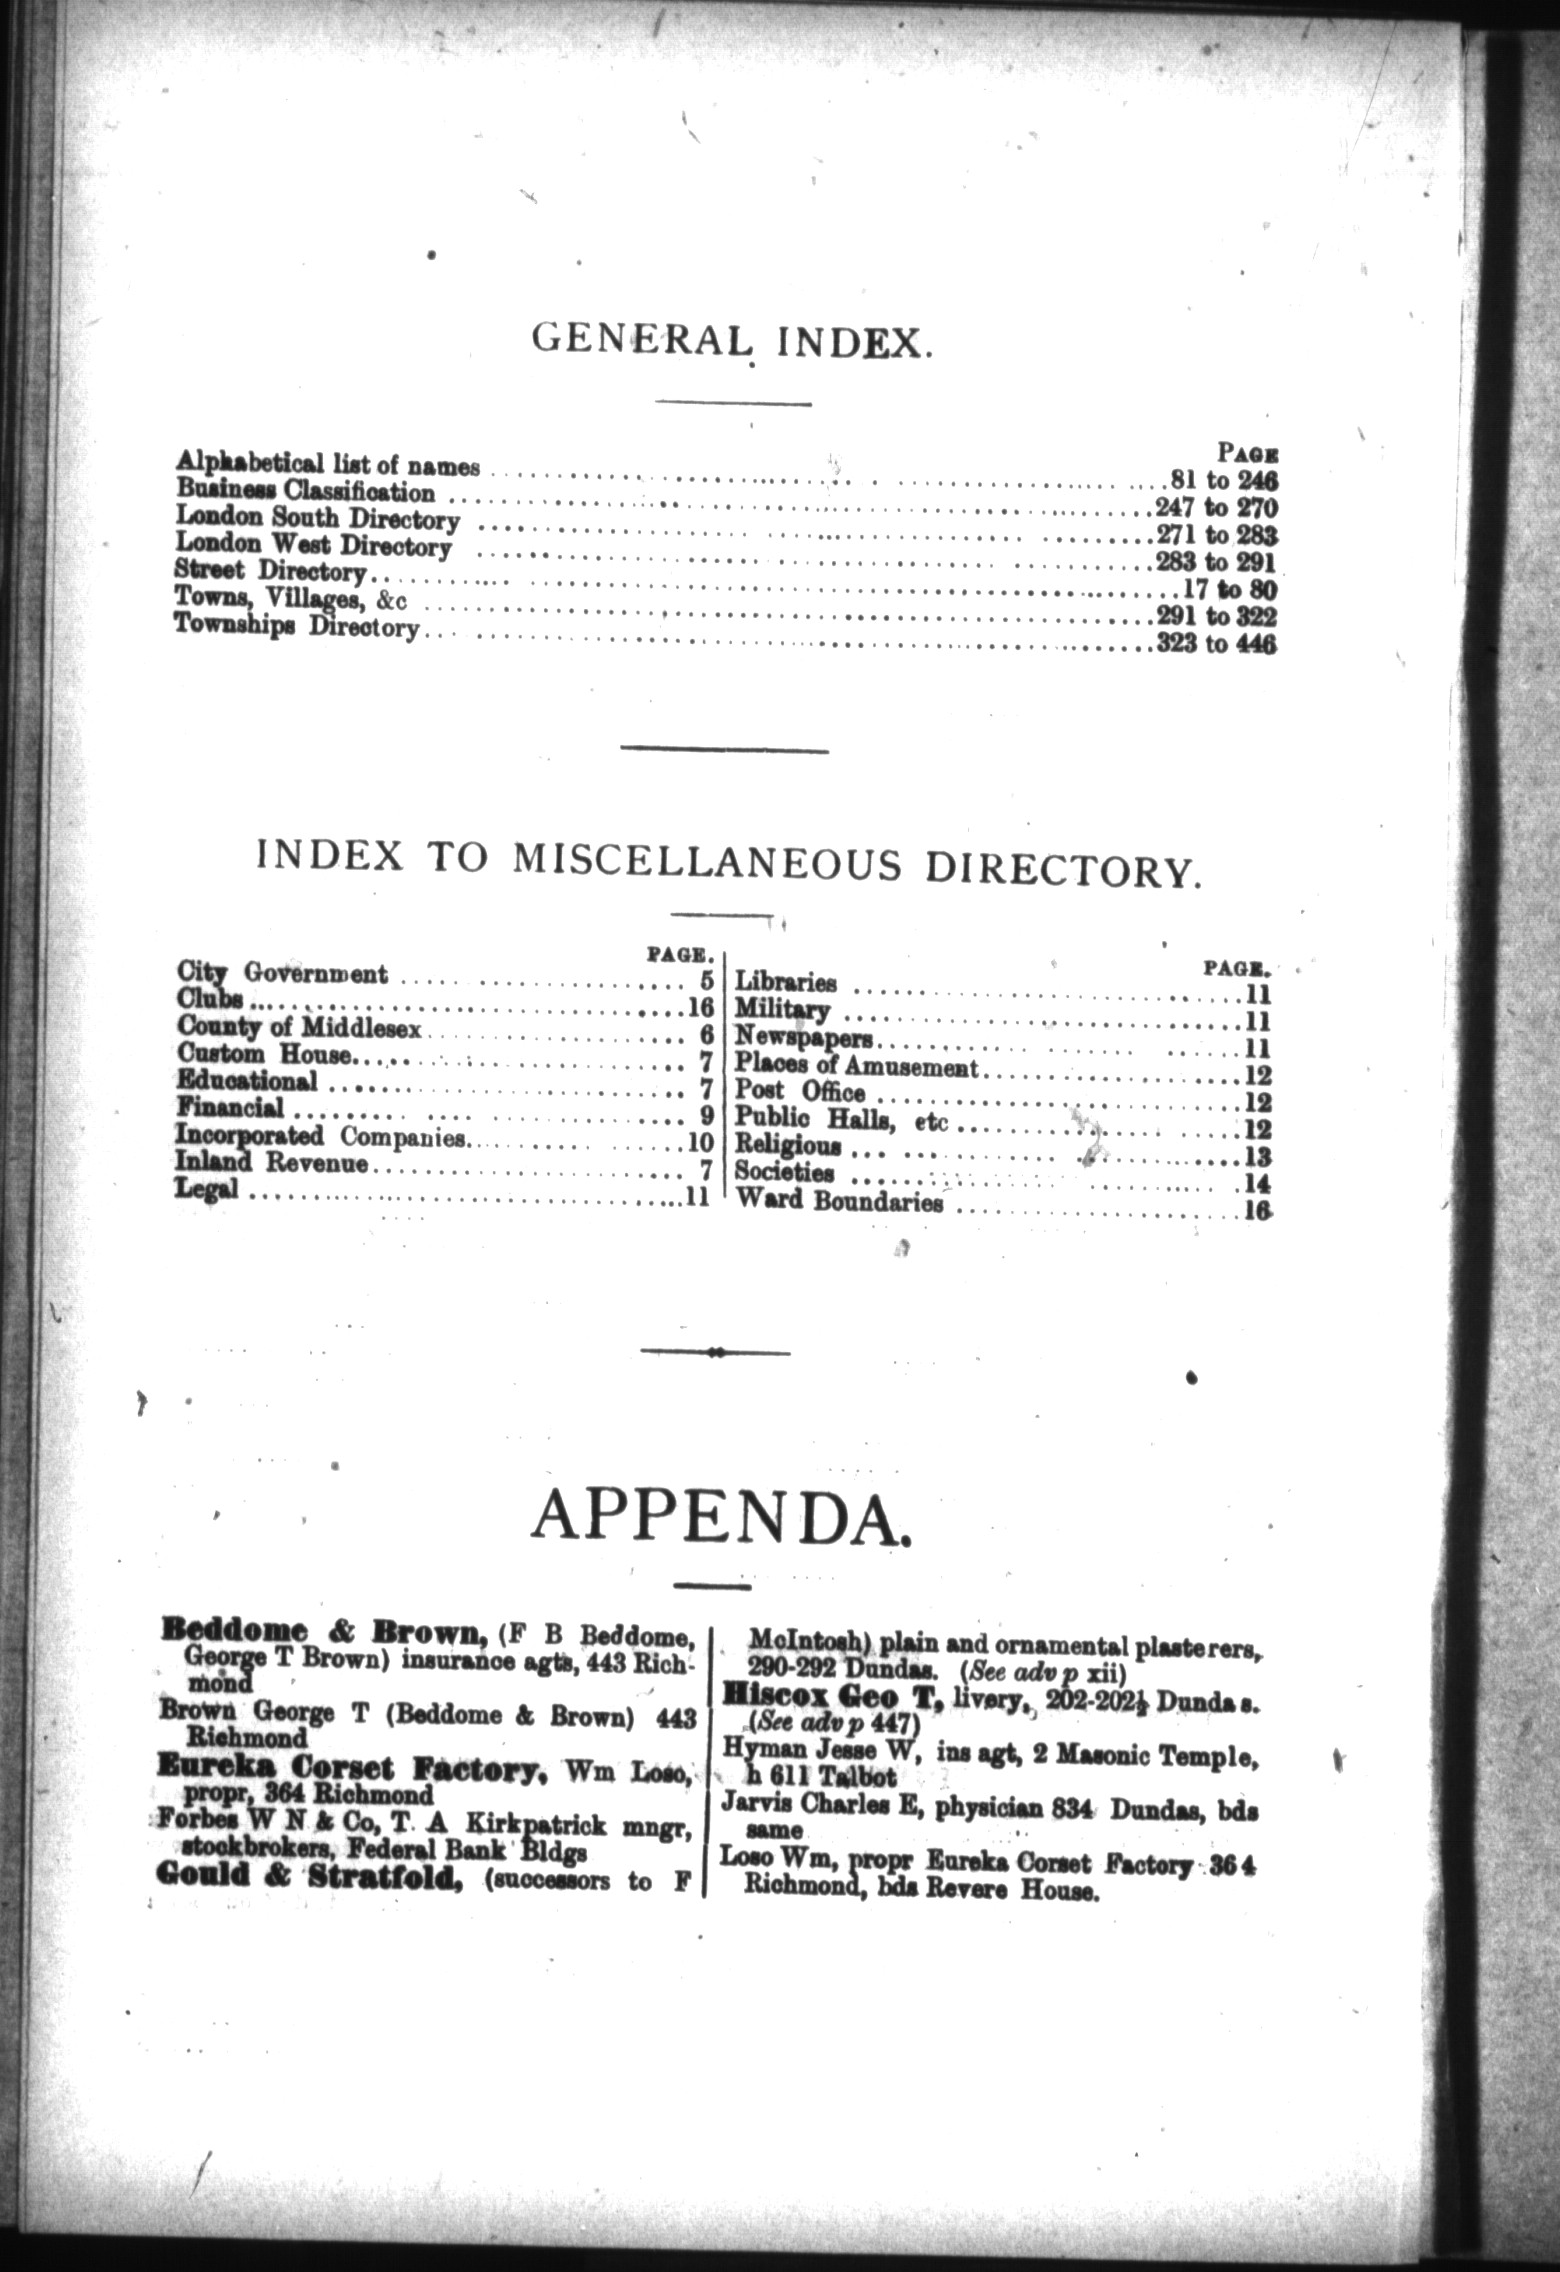 GENERAL INDEX.
PAGE
Alphabetical list of names ........ 81 to 246
Business Classification ........ 247 to 270
London South Directory ........ 271 to 283
London West Directory ........ 283 to 291
Street Directory ........ 17 to 80
Towns, Villages, &c ........ 291 to 322
Townships Directory ........ 323 to 446
INDEX TO MISCELLANEOUS DIRECTORY.
PAGE.
City Government ........ 5
Clubs ........ 16
County of Middlesex ........ 6
Custom House ........ 7
Educational ........ 7
Financial ........ 9
Incorporated Companies ........ 10
Inland Revenue ........ 7
Legal ........ 11
PAGE.
Libraries ........ 11
Military ........ 11
Newspapers ........ 11
Places of Amusement ........ 12
Post Office ........ 12
Public Halls, etc ........ 12
Religious ........ 13
Societies ........ 14
Ward Boundaries ........ 16
APPENDA.
Beddome & Brown, (F B Beddome,
George T Brown) insurance agts, 443 Rich-
mond
Brown George T (Beddome & Brown) 443
Richmond
Eureka Corset Factory, Wm Loso,
propr, 364 Richmond
Forbes W N & Co, T. A Kirkpatrick mngr,
stockbrokers, Federal Bank Bldgs
Gould & Stratfold, (successors to F
McIntosh) plain and ornamental plasterers,
290-292 Dundas. (See adv p xii)
Hiscox Geo T, livery, 202-202½ Dundas.
(See adv p 447)
Hyman Jesse W, ins agt, 2 Masonic Temple,
h 611 Talbot
Jarvis Charles E, physician 834 Dundas, bds
same
Loso Wm, propr Eureka Corset Factory 364
Richmond, bds Revere House.